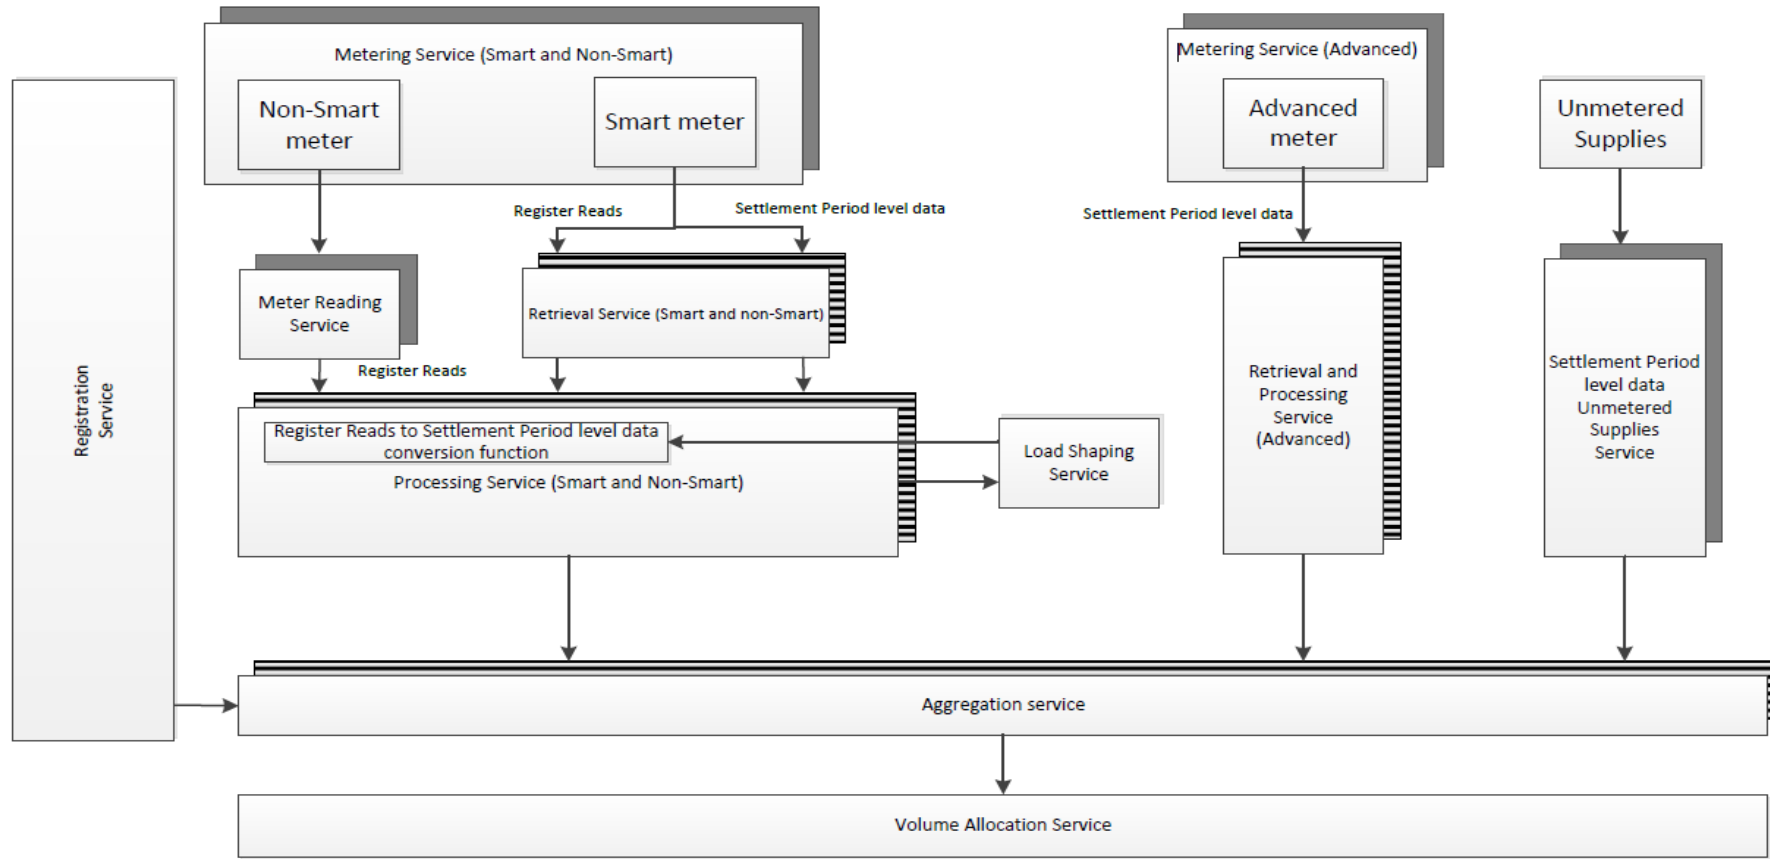 Metering Service (Smart and Non-Smart)
Metering Service (Advanced)
Non-Smart
meter
Smart meter
Advanced
meter
Unmetered
Supplies
Register Reads
Settlement Period level data
Settlement Period level data
Meter Reading
Service
Retrieval Service (Smart and non-Smart)
Register Reads
Registration
Service
Register Reads to Settlement Period level data
conversion function
Processing Service (Smart and Non-Smart)
Load Shaping
Service
Retrieval and
Processing
Service
(Advanced)
Settlement Period
level data
Unmetered
Supplies
Service
Aggregation service
Volume Allocation Service